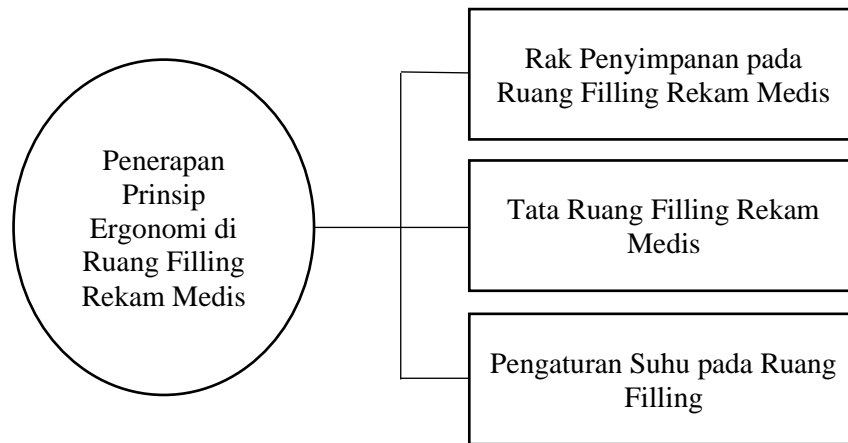 Penerapan
Prinsip
Ergonomi di
Ruang Filling
Rekam Medis
Rak Penyimpanan pada
Ruang Filling Rekam Medis
Tata Ruang Filling Rekam
Medis
Pengaturan Suhu pada Ruang
Filling